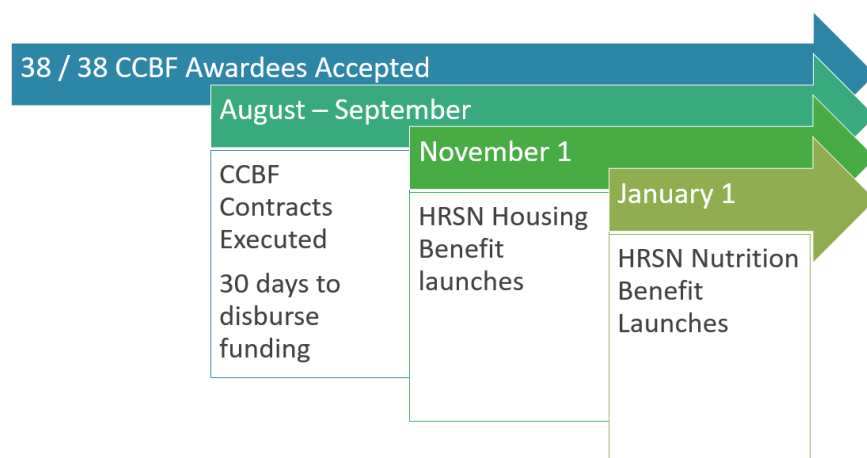 38 / 38 CCBF Awardees Accepted
August – September
CCBF
Contracts
Executed
30 days to
disburse
funding
November 1
HRSN Housing
Benefit
launches
January 1
HRSN Nutrition
Benefit
Launches